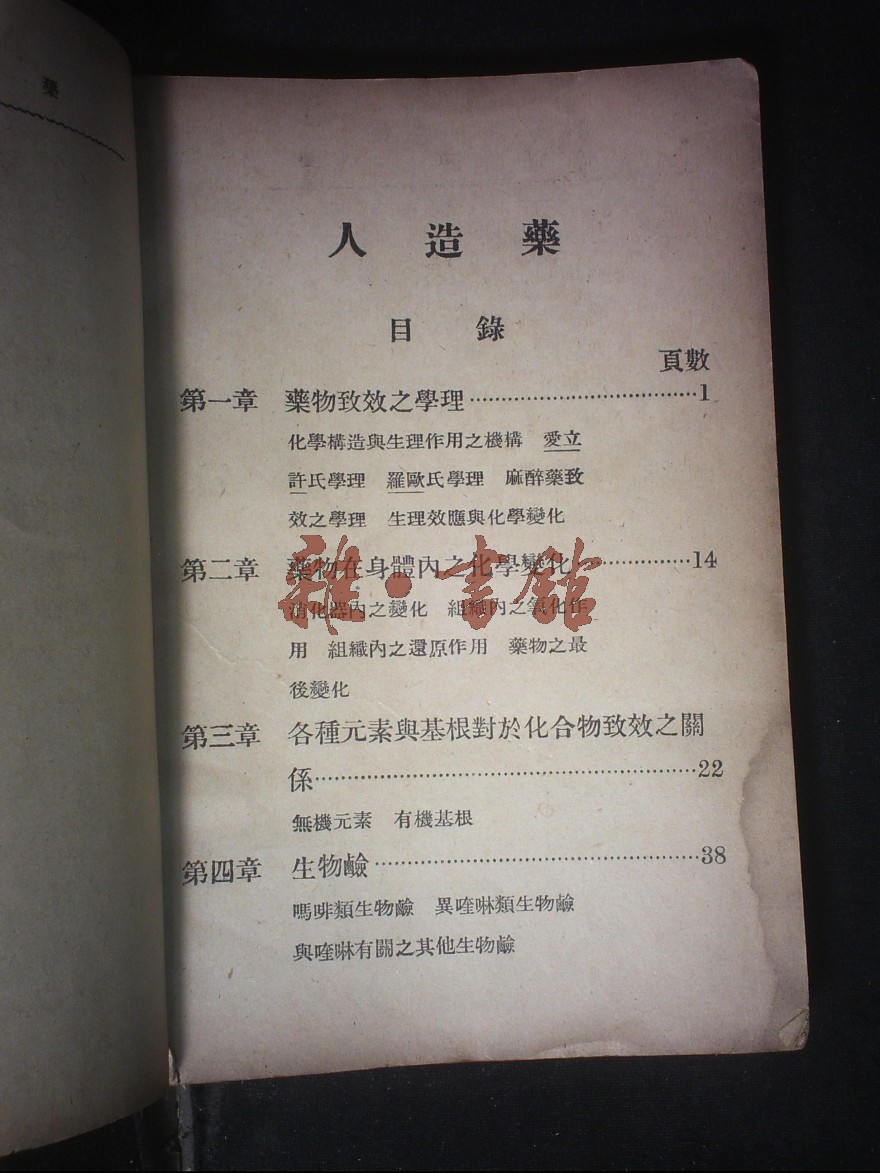 藥
人造藥
目錄
頁數
第一章 藥物致效之學理…………………………1
化學構造與生理作用之機構 愛立
許氏學理 羅歐氏學理 麻醉藥致
效之學理 生理效應與化學變化
第二章 藥物在身體內之化學變化……………14
消化器內之變化 組織內之氧化作
用 組織內之還原作用 藥物之最
後變化
第三章 各種元素與基根對於化合物致效之關
係……………………………………………22
無機元素 有機基根
第四章 生物鹼……………………………………38
嗎啡類生物鹼 異喹啉類生物鹼
與喹啉有關之其他生物鹼
雜·書館